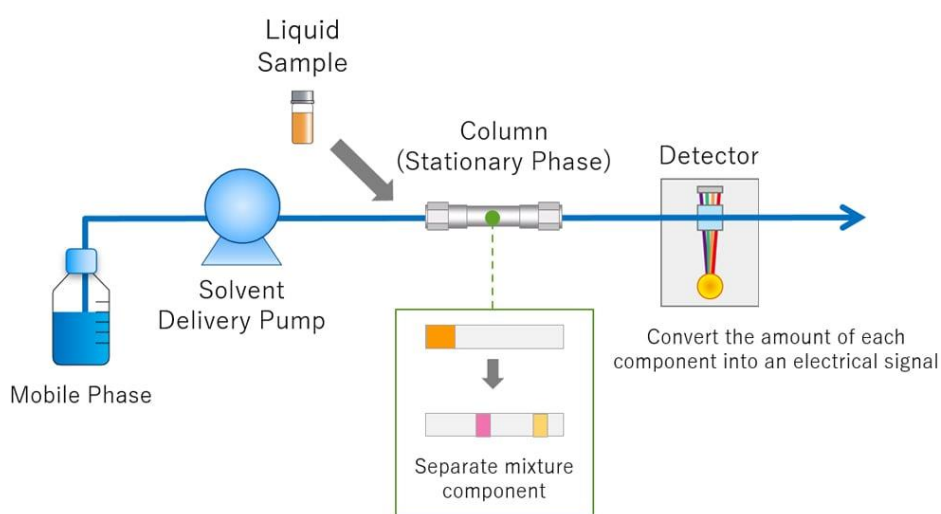 Liquid
Sample
Column
(Stationary Phase)
Detector
Solvent
Delivery Pump
Mobile Phase
Convert the amount of each
component into an electrical signal
Separate mixture
component